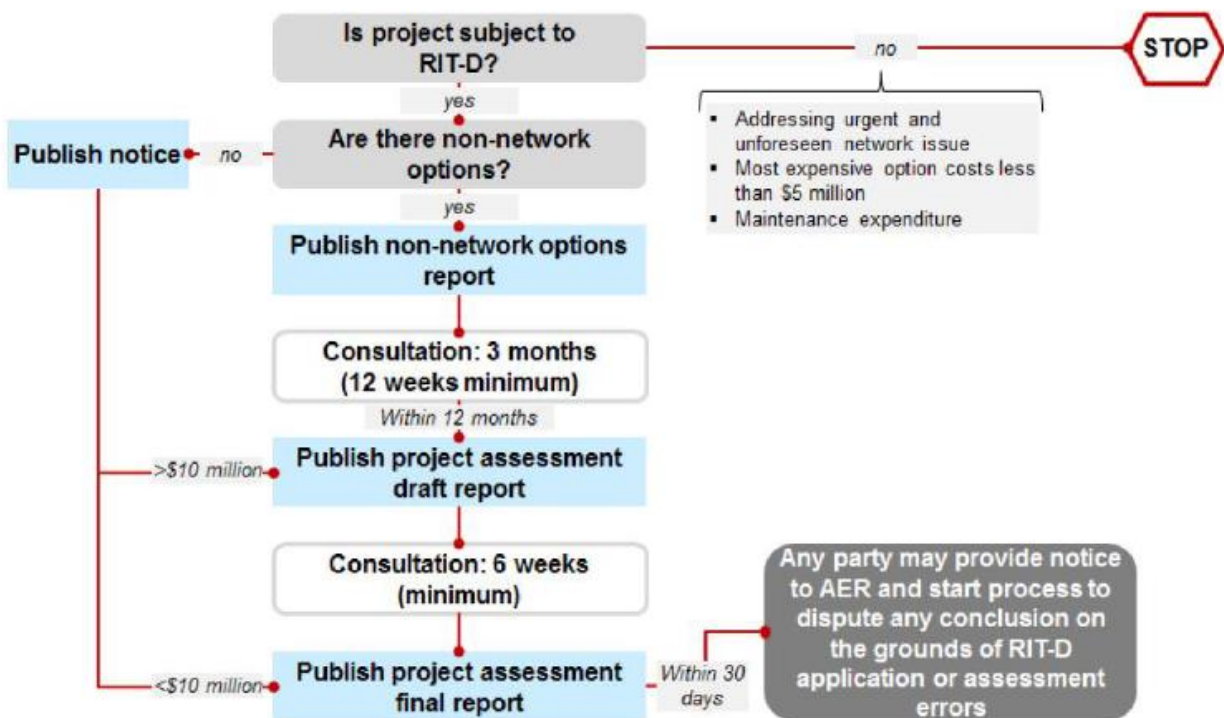 Is project subject to
RIT-D?
no
STOP
yes
▪ Addressing urgent and
unforeseen network issue
▪ Most expensive option costs less
than $5 million
▪ Maintenance expenditure
Publish notice
no
Are there non-network
options?
yes
Publish non-network options
report
Consultation: 3 months
(12 weeks minimum)
Within 12 months
>$10 million
Publish project assessment
draft report
Consultation: 6 weeks
(minimum)
<$10 million
Publish project assessment
final report
Within 30
days
Any party may provide notice
to AER and start process to
dispute any conclusion on
the grounds of RIT-D
application or assessment
errors